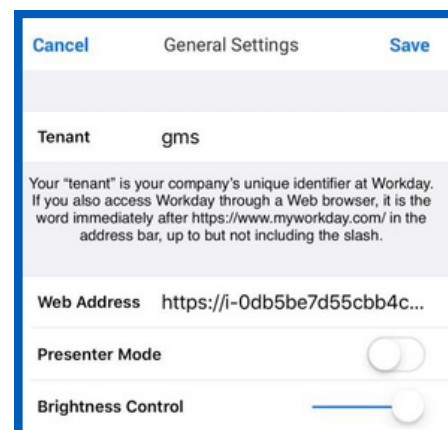 Cancel General Settings Save
Tenant gms
Your “tenant” is your company’s unique identifier at Workday.
If you also access Workday through a Web browser, it is the
word immediately after https://www.myworkday.com/ in the
address bar, up to but not including the slash.
Web Address https://i-0db5be7d55cbb4c...
Presenter Mode
Brightness Control